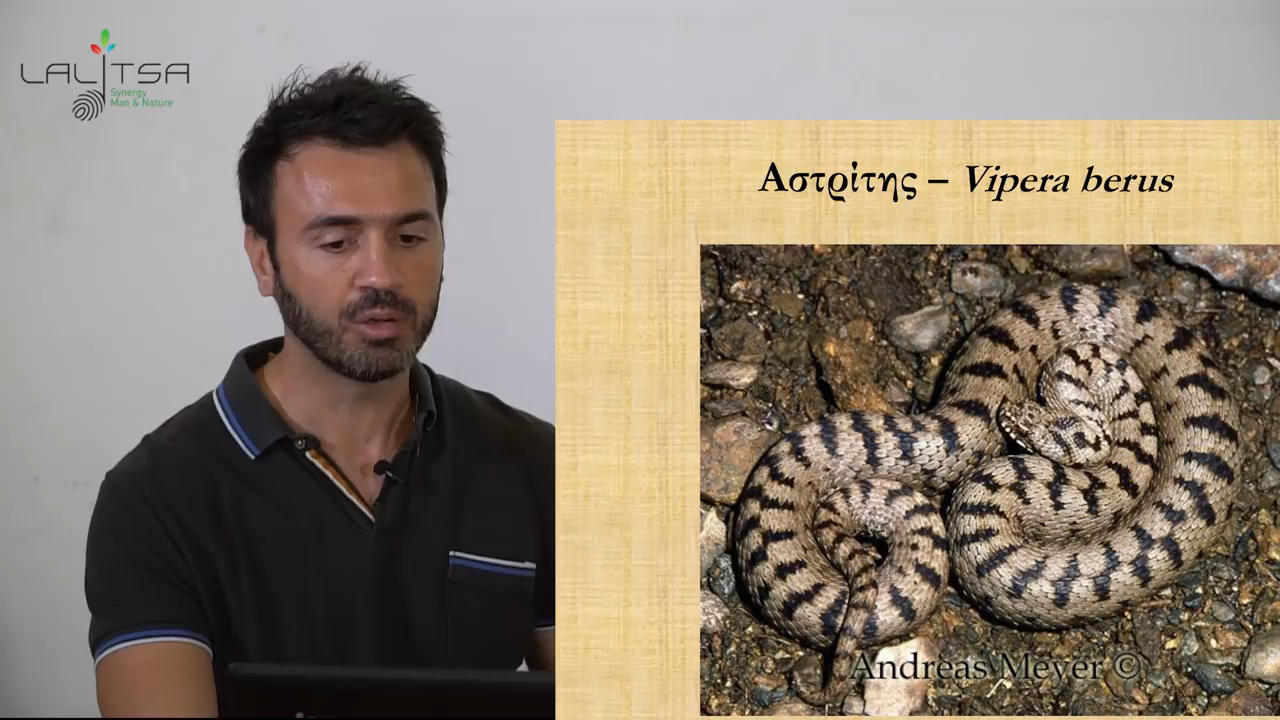 LALITSA
Synergy
Man & Nature
Αστρίτης – Vipera berus
Andreas Meyer ©